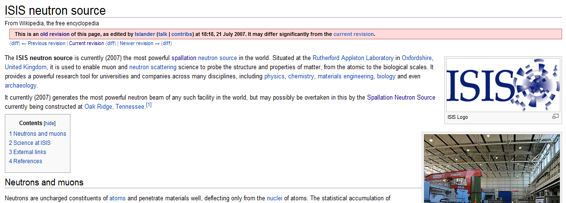 ISIS neutron source
From Wikipedia, the free encyclopedia
This is an old revision of this page, as edited by Islander (talk | contribs) at 18:18, 21 July 2007. It may differ significantly from the current revision.
(diff) ← Previous revision | Current revision (diff) | Newer revision → (diff)
The ISIS neutron source is currently (2007) the most powerful spallation neutron source in the world. Situated at the Rutherford Appleton Laboratory in Oxfordshire,
United Kingdom, it is used to enable muon and neutron scattering science to probe the structure and properties of matter, from the atomic to the biological scales. It
provides a powerful research tool for universities and companies across many disciplines, including physics, chemistry, materials engineering, biology and even
archaeology.
ISIS
ISIS Logo
It currently (2007) generates the most powerful neutron beam of any such facility in the world, but may possibly be overtaken in this by the Spallation Neutron Source
currently being constructed at Oak Ridge, Tennessee.[1]
Contents [hide]
1 Neutrons and muons
2 Science at ISIS
3 External links
4 References
Neutrons and muons
Neutrons are uncharged constituents of atoms and penetrate materials well, deflecting only from the nuclei of atoms. The statistical accumulation of